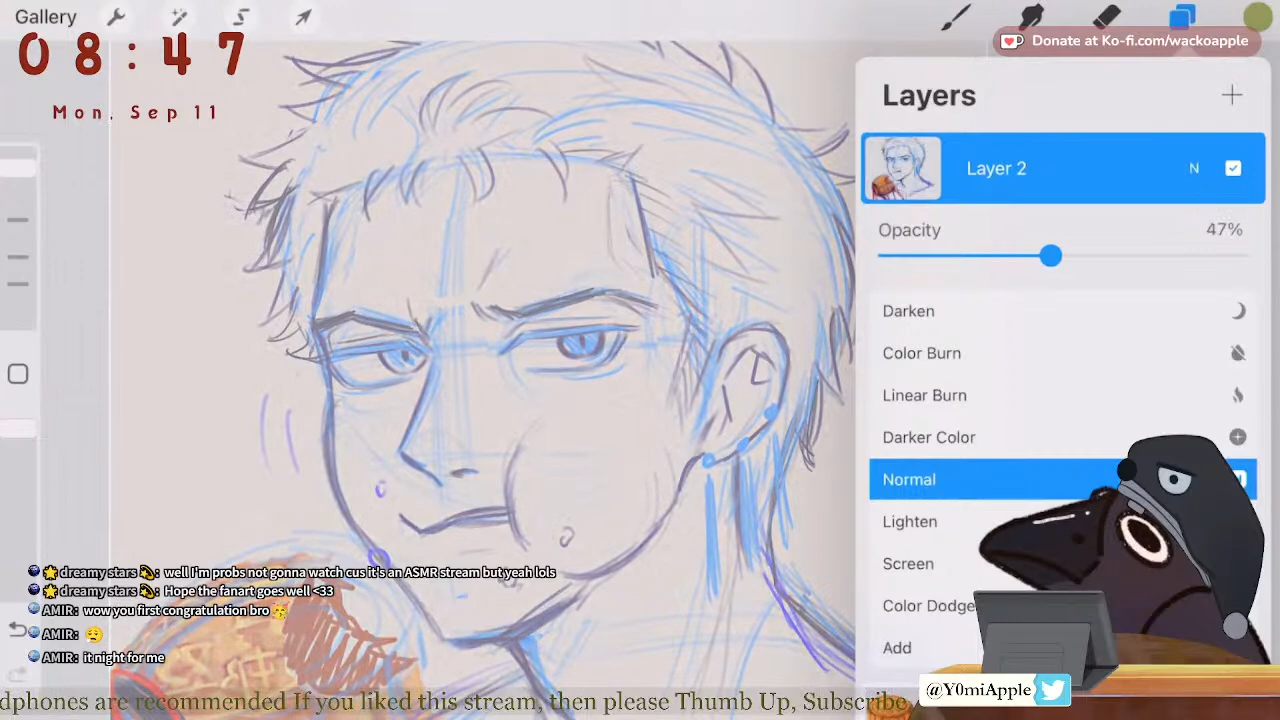 Gallery
08:47
Mon, Sep 11
Donate at Ko-fi.com/wackoapple
Layers
Layer 2 N
Opacity 47%
Darken
Color Burn
Linear Burn
Darker Color
Normal
Lighten
Screen
Color Dodge
Add
dreamy stars : well i'm probs not gonna watch cus it's an ASMR stream but yeah lols
dreamy stars : Hope the fanart goes well <33
AMIR: wow you first congratulation bro 🥳
AMIR: 😮‍💨
AMIR: it night for me
@Y0miApple
dphones are recommended If you liked this stream, then please Thumb Up, Subscribe